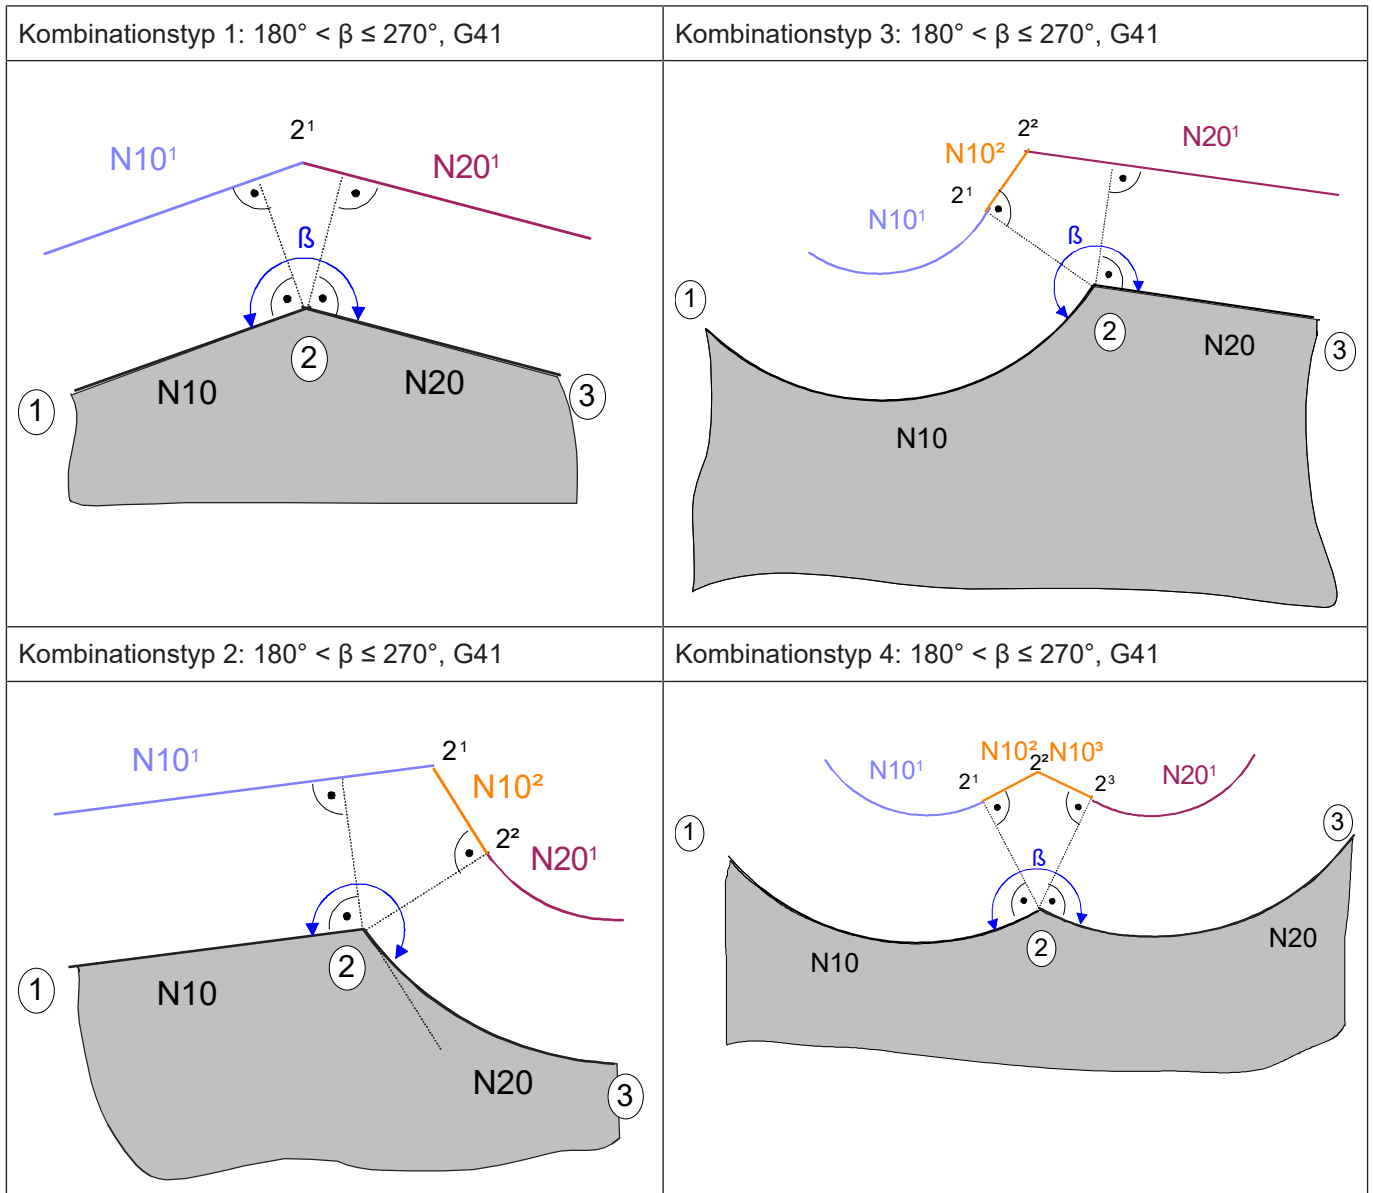 Kombinationstyp 1: 180° < β ≤ 270°, G41
N10¹
2¹
N20¹
ß
1
N10
2
N20
3
Kombinationstyp 3: 180° < β ≤ 270°, G41
2²
N10²
N20¹
2¹
N10¹
ß
1
2
N20
3
N10
Kombinationstyp 2: 180° < β ≤ 270°, G41
N10¹
2¹
N10²
2²
N20¹
1
N10
2
N20
3
Kombinationstyp 4: 180° < β ≤ 270°, G41
N10² N10³
2²
N10¹
2¹
2³
N20¹
1
3
ß
N10
2
N20